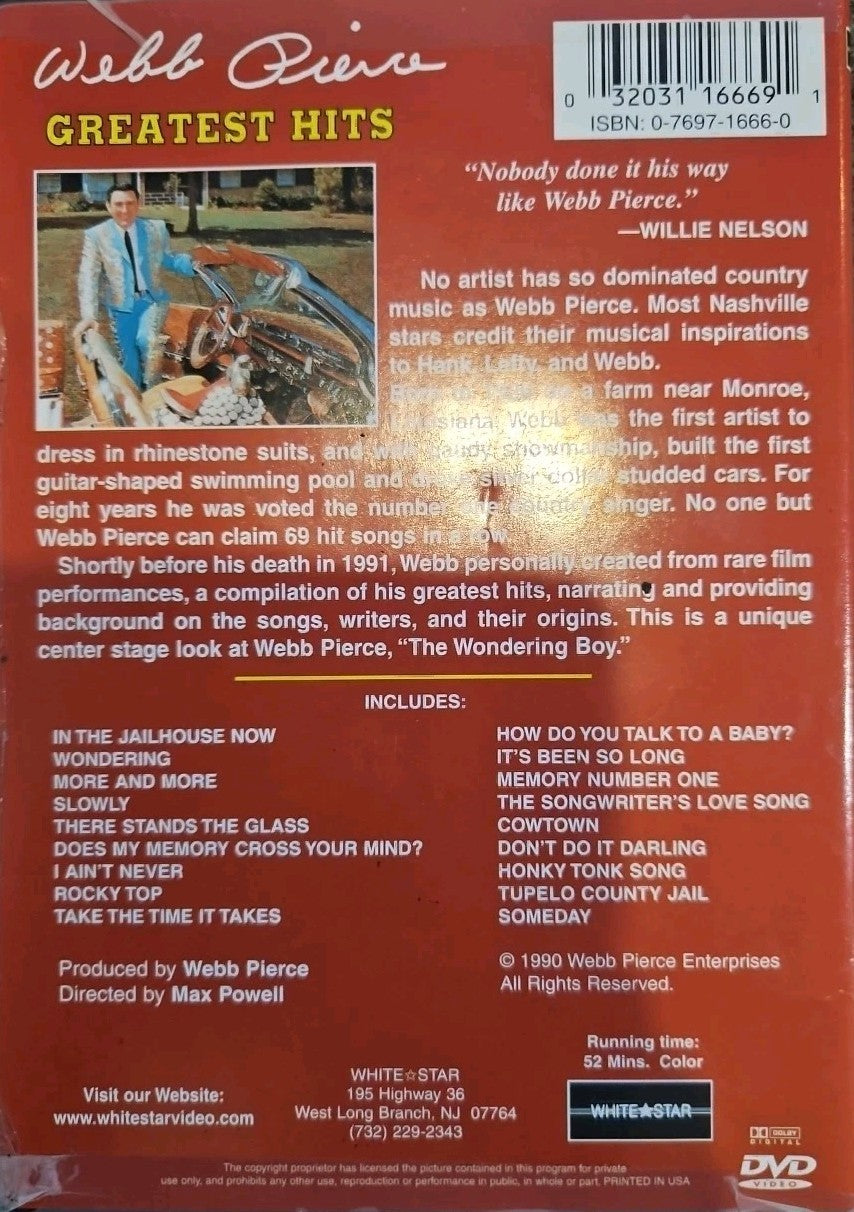 Webb Pierce
GREATEST HITS
0 32031 16669 1
ISBN: 0-7697-1666-0
“Nobody done it his way
like Webb Pierce.”
—WILLIE NELSON
No artist has so dominated country
music as Webb Pierce. Most Nashville
stars credit their musical inspirations
to Hank, Lefty, and Webb.
a farm near Monroe,
Louisiana, Webb was the first artist to
dress in rhinestone suits, and with gaudy showmanship, built the first
guitar-shaped swimming pool and drove silver dollar studded cars. For
eight years he was voted the number one country singer. No one but
Webb Pierce can claim 69 hit songs in a row.
Shortly before his death in 1991, Webb personally created from rare film
performances, a compilation of his greatest hits, narrating and providing
background on the songs, writers, and their origins. This is a unique
center stage look at Webb Pierce, “The Wondering Boy.”
INCLUDES:
IN THE JAILHOUSE NOW
WONDERING
MORE AND MORE
SLOWLY
THERE STANDS THE GLASS
DOES MY MEMORY CROSS YOUR MIND?
I AIN'T NEVER
ROCKY TOP
TAKE THE TIME IT TAKES
HOW DO YOU TALK TO A BABY?
IT'S BEEN SO LONG
MEMORY NUMBER ONE
THE SONGWRITER'S LOVE SONG
COWTOWN
DON'T DO IT DARLING
HONKY TONK SONG
TUPELO COUNTY JAIL
SOMEDAY
Produced by Webb Pierce
Directed by Max Powell
© 1990 Webb Pierce Enterprises
All Rights Reserved.
Running time:
52 Mins. Color
Visit our Website:
www.whitestarvideo.com
WHITE☆STAR
195 Highway 36
West Long Branch, NJ 07764
(732) 229-2343
WHITE★STAR
DOLBY
DIGITAL
DVD
VIDEO
The copyright proprietor has licensed the picture contained in this program for private
use only, and prohibits any other use, reproduction or performance in public, in whole or part. PRINTED IN USA